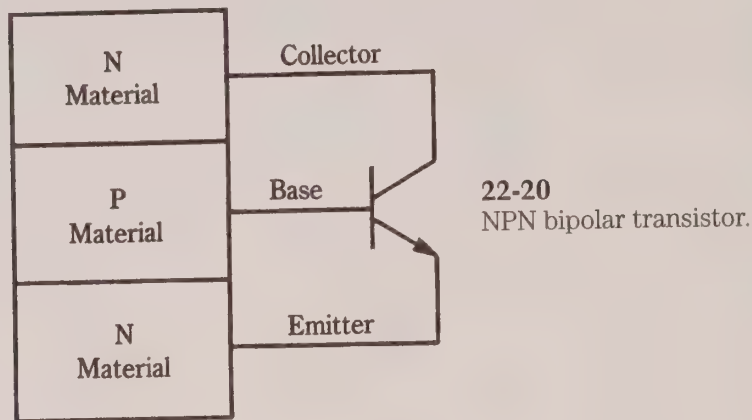 N
Material
Collector
P
Material
Base
N
Material
Emitter
22-20
NPN bipolar transistor.